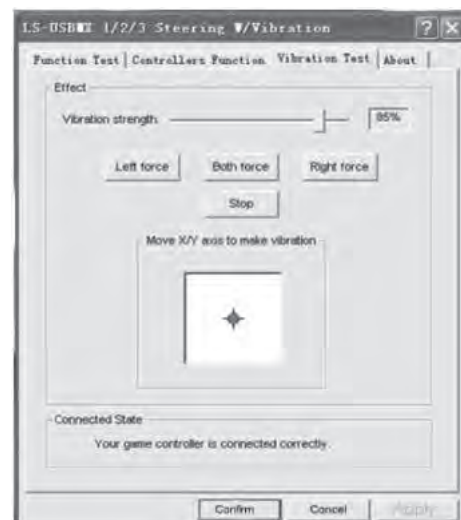 LS-USBMX 1/2/3 Steering W/Vibration
Function Test Controllers Function Vibration Test About
Effect
Vibration strength 85%
Left force Both force Right force
Stop
Move X/Y axis to make vibration
Connected State
Your game controller is connected correctly.
Confirm Cancel Apply